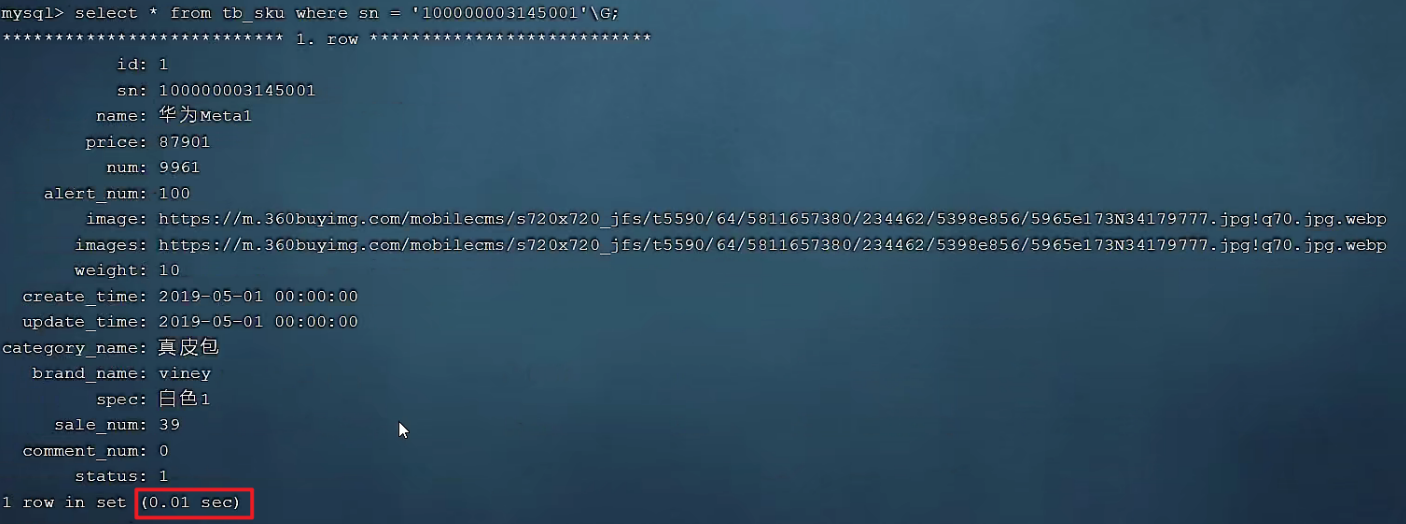 mysql> select * from tb_sku where sn = '100000003145001'\G;
*************************** 1. row ***************************
id: 1
sn: 100000003145001
name: 华为Meta1
price: 87901
num: 9961
alert_num: 100
image: https://m.360buyimg.com/mobilecms/s720x720_jfs/t5590/64/5811657380/234462/5398e856/5965e173N34179777.jpg!q70.jpg.webp
images: https://m.360buyimg.com/mobilecms/s720x720_jfs/t5590/64/5811657380/234462/5398e856/5965e173N34179777.jpg!q70.jpg.webp
weight: 10
create_time: 2019-05-01 00:00:00
update_time: 2019-05-01 00:00:00
category_name: 真皮包
brand_name: viney
spec: 白色1
sale_num: 39
comment_num: 0
status: 1
1 row in set (0.01 sec)